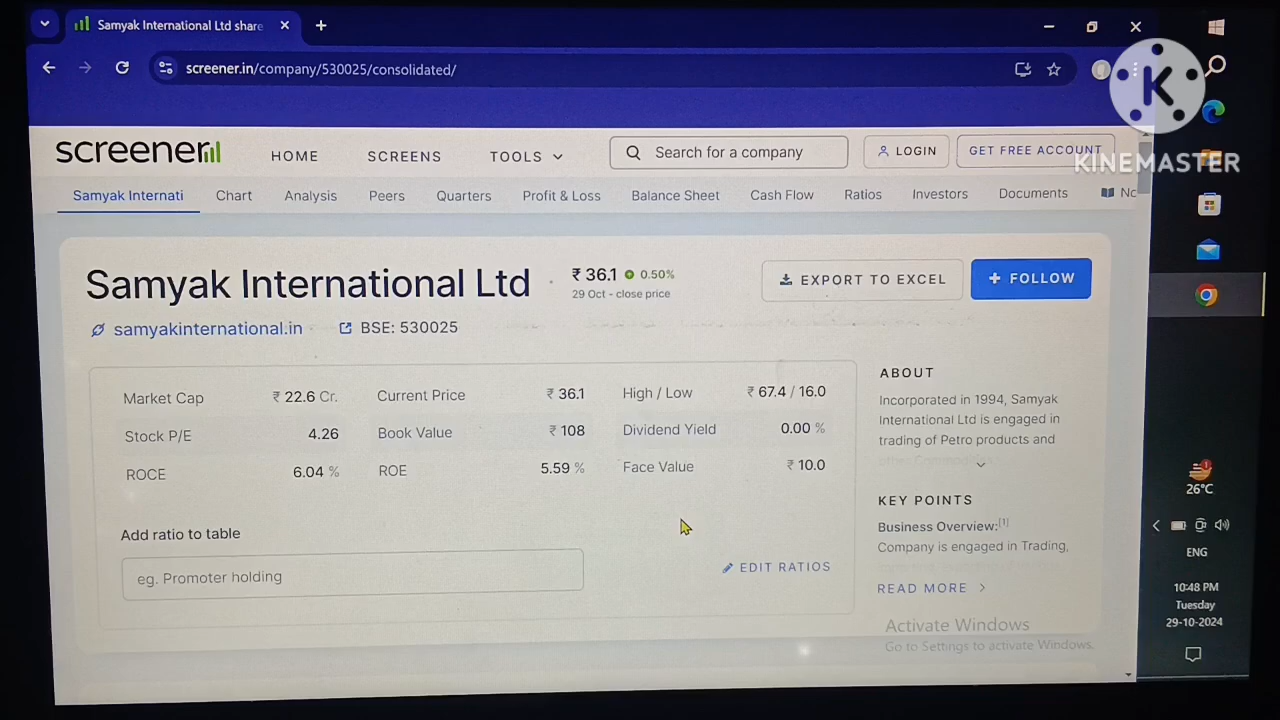 Samyak International Ltd share
screener.in/company/530025/consolidated/
KINEMASTER
screener
HOME SCREENS TOOLS Search for a company LOGIN GET FREE ACCOUNT
Samyak Internati Chart Analysis Peers Quarters Profit & Loss Balance Sheet Cash Flow Ratios Investors Documents
Samyak International Ltd
₹ 36.1 0.50%
29 Oct - close price
EXPORT TO EXCEL + FOLLOW
samyakinternational.in BSE: 530025
Market Cap ₹ 22.6 Cr. Current Price ₹ 36.1 High / Low ₹ 67.4 / 16.0
Stock P/E 4.26 Book Value ₹ 108 Dividend Yield 0.00 %
ROCE 6.04 % ROE 5.59 % Face Value ₹ 10.0
Add ratio to table
eg. Promoter holding
EDIT RATIOS
ABOUT
Incorporated in 1994, Samyak
International Ltd is engaged in
trading of Petro products and
KEY POINTS
Business Overview:[1]
Company is engaged in Trading,
READ MORE
Activate Windows
Go to Settings to activate Windows.
26°C
ENG
10:48 PM
Tuesday
29-10-2024